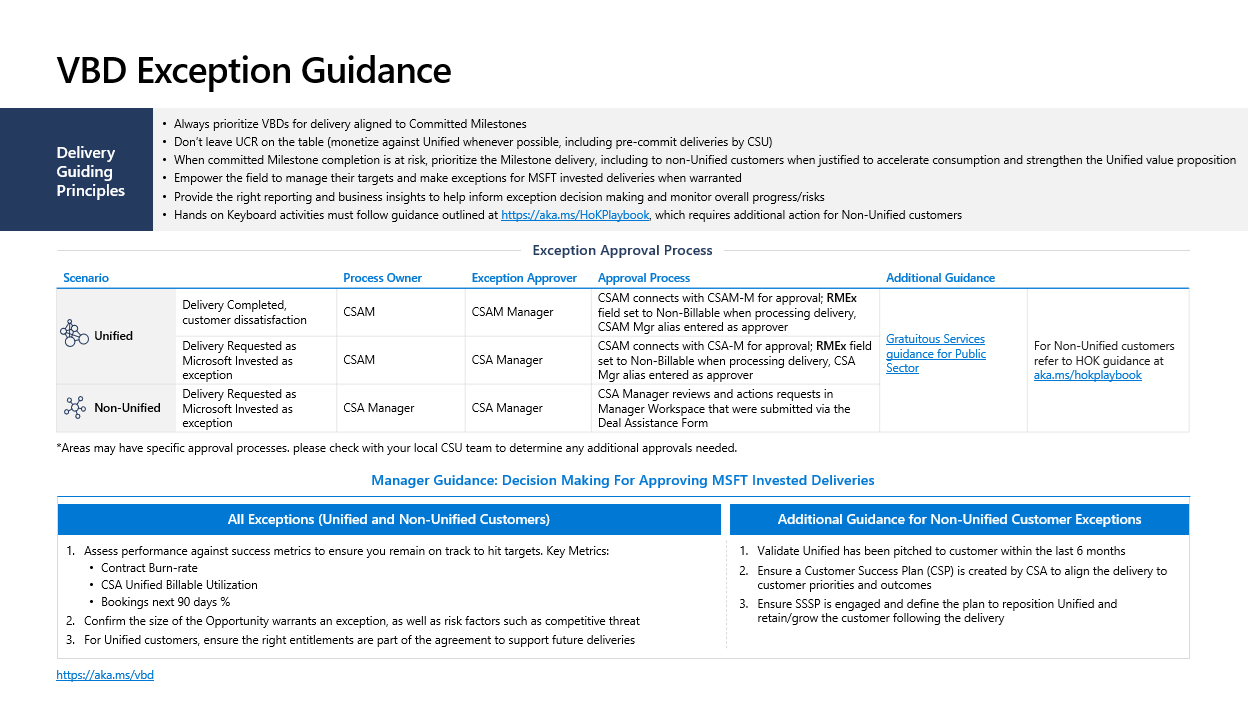 VBD Exception Guidance
Delivery
Guiding
Principles
• Always prioritize VBDs for delivery aligned to Committed Milestones
• Don't leave UCR on the table (monetize against Unified whenever possible, including pre-commit deliveries by CSU)
• When committed Milestone completion is at risk, prioritize the Milestone delivery, including to non-Unified customers when justified to accelerate consumption and strengthen the Unified value proposition
• Empower the field to manage their targets and make exceptions for MSFT invested deliveries when warranted
• Provide the right reporting and business insights to help inform exception decision making and monitor overall progress/risks
• Hands on Keyboard activities must follow guidance outlined at https://aka.ms/HoKPlaybook, which requires additional action for Non-Unified customers
Exception Approval Process
Scenario
Process Owner
Exception Approver
Approval Process
Additional Guidance
Unified
Delivery Completed,
customer dissatisfaction
CSAM
CSAM Manager
CSAM connects with CSAM-M for approval; RMEx
field set to Non-Billable when processing delivery,
CSAM Mgr alias entered as approver
Delivery Requested as
Microsoft Invested as
exception
CSAM
CSA Manager
CSAM connects with CSA-M for approval; RMEx field
set to Non-Billable when processing delivery, CSA
Mgr alias entered as approver
Non-Unified
Delivery Requested as
Microsoft Invested as
exception
CSA Manager
CSA Manager
CSA Manager reviews and actions requests in
Manager Workspace that were submitted via the
Deal Assistance Form
Gratuitous Services
guidance for Public
Sector
For Non-Unified customers
refer to HOK guidance at
aka.ms/hokplaybook
*Areas may have specific approval processes. please check with your local CSU team to determine any additional approvals needed.
Manager Guidance: Decision Making For Approving MSFT Invested Deliveries
All Exceptions (Unified and Non-Unified Customers)
1. Assess performance against success metrics to ensure you remain on track to hit targets. Key Metrics:
• Contract Burn-rate
• CSA Unified Billable Utilization
• Bookings next 90 days %
2. Confirm the size of the Opportunity warrants an exception, as well as risk factors such as competitive threat
3. For Unified customers, ensure the right entitlements are part of the agreement to support future deliveries
Additional Guidance for Non-Unified Customer Exceptions
1. Validate Unified has been pitched to customer within the last 6 months
2. Ensure a Customer Success Plan (CSP) is created by CSA to align the delivery to
customer priorities and outcomes
3. Ensure SSSP is engaged and define the plan to reposition Unified and
retain/grow the customer following the delivery
https://aka.ms/vbd